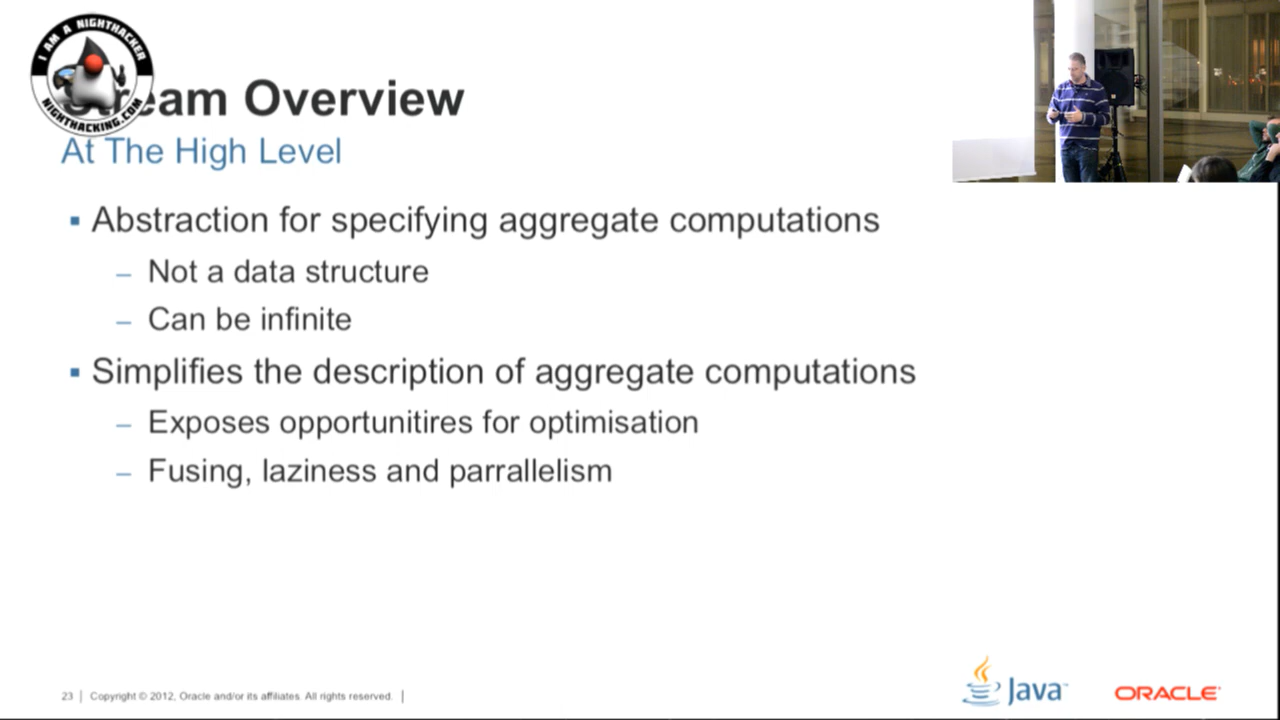 I AM A NIGHTHACKER
NIGHTHACKING.COM
eam Overview
At The High Level
Abstraction for specifying aggregate computations
– Not a data structure
– Can be infinite
Simplifies the description of aggregate computations
– Exposes opportunitires for optimisation
– Fusing, laziness and parrallelism
23 | Copyright © 2012, Oracle and/or its affiliates. All rights reserved. |
Java™
ORACLE